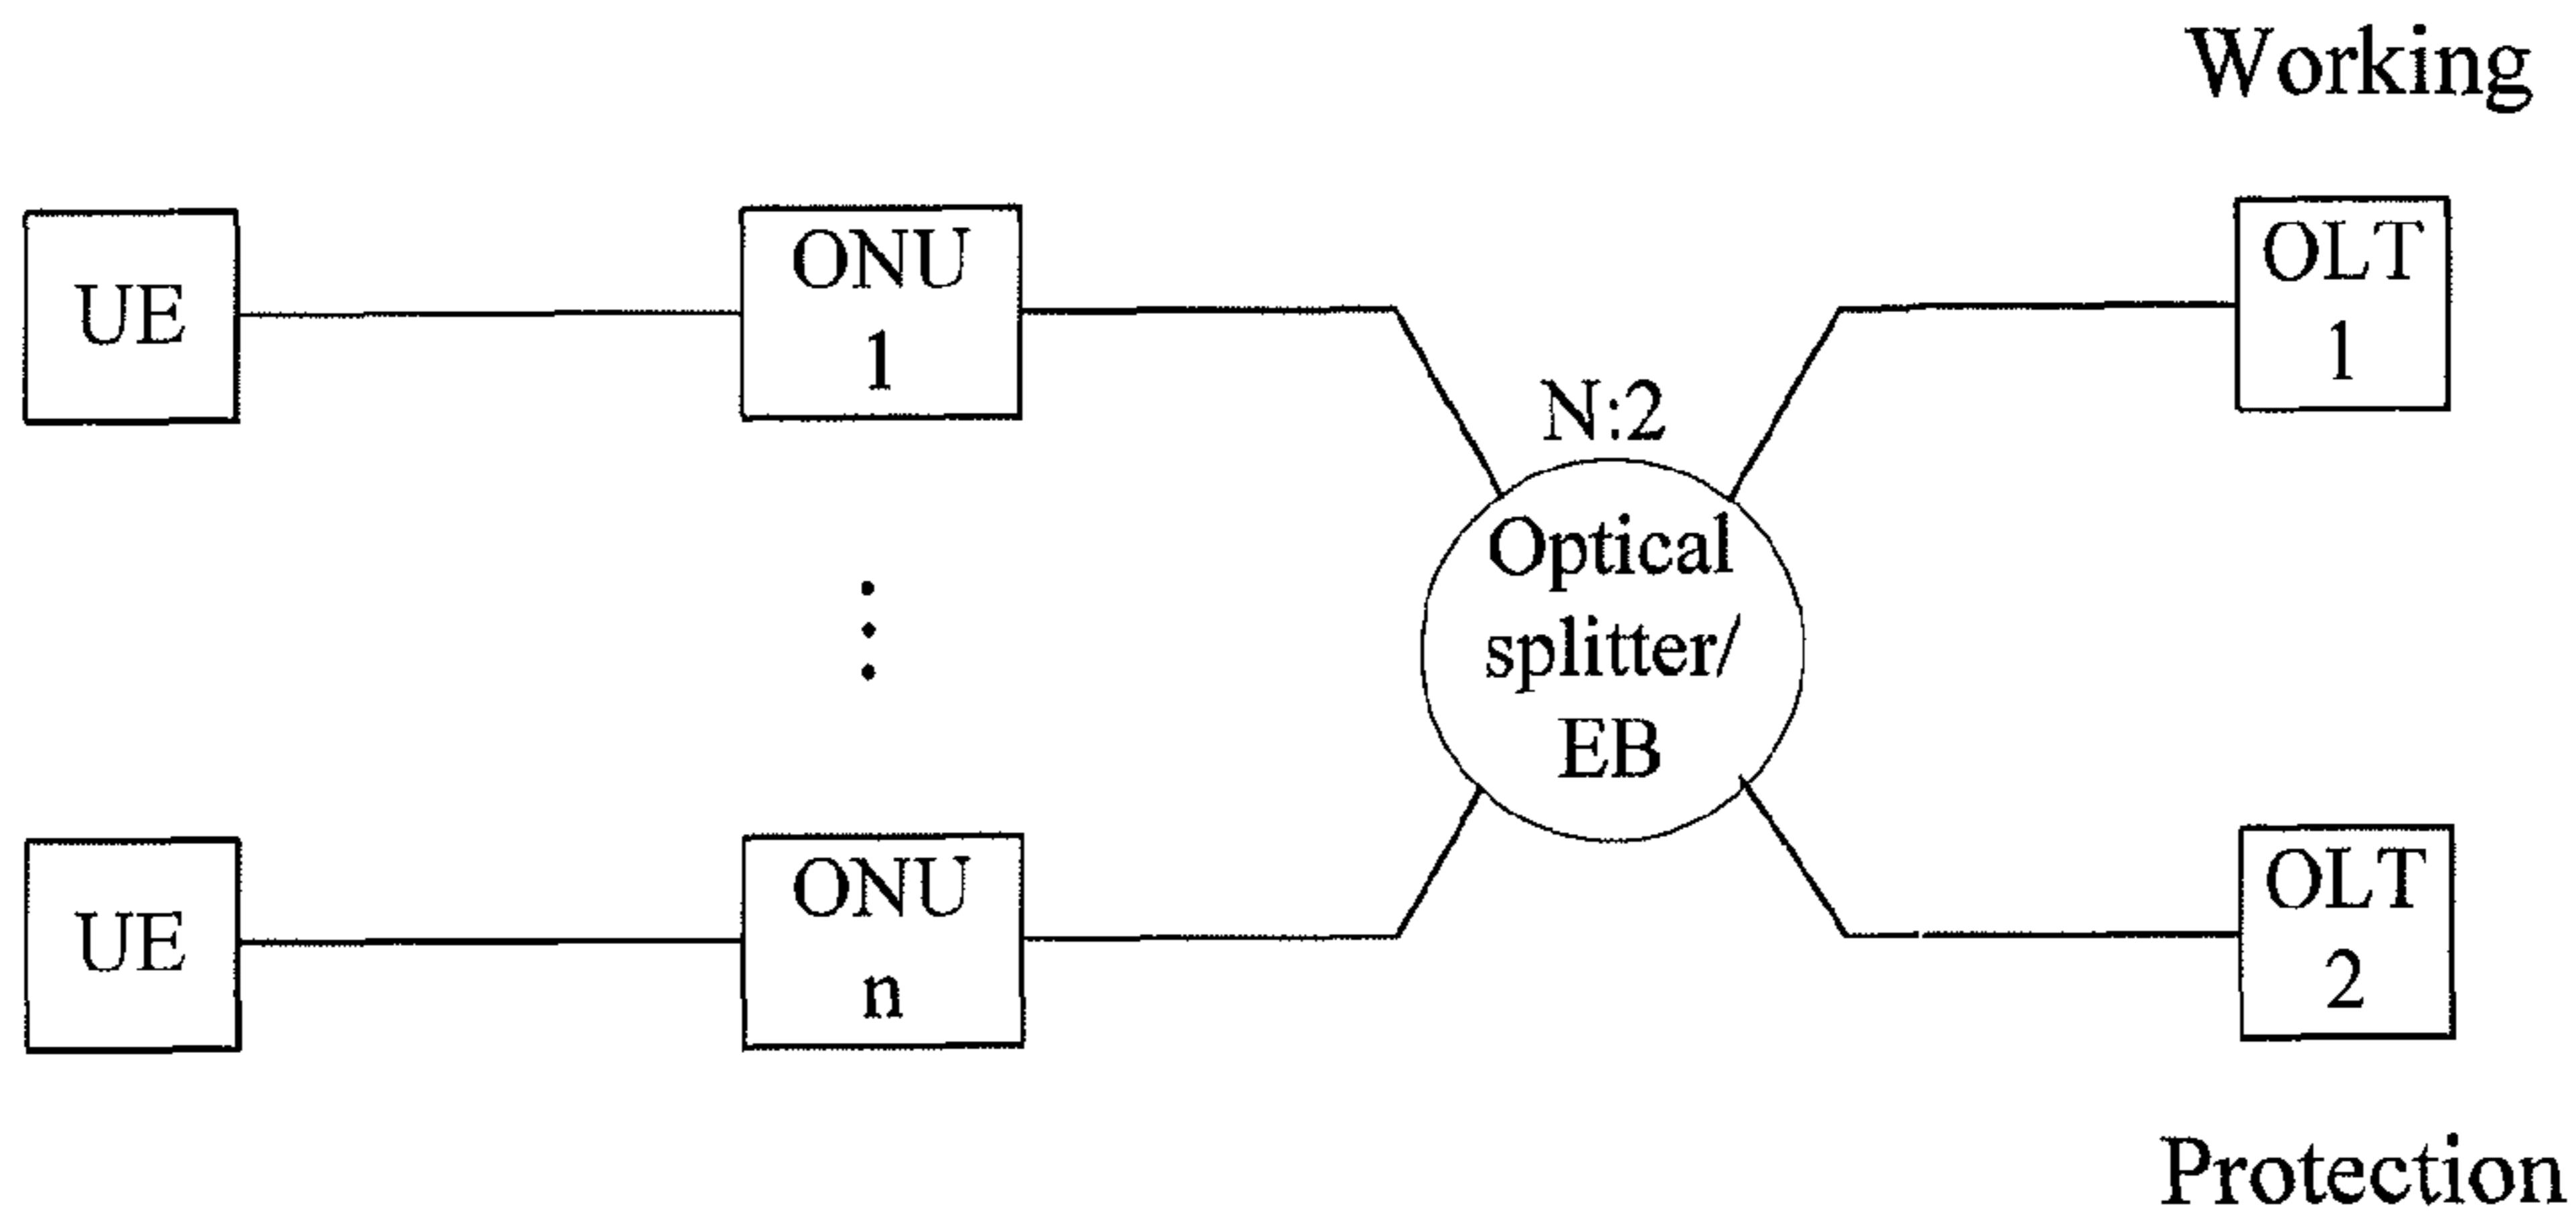 Working
UE
ONU
1
OLT
1
N:2
Optical
splitter/
EB
UE
ONU
n
OLT
2
Protection